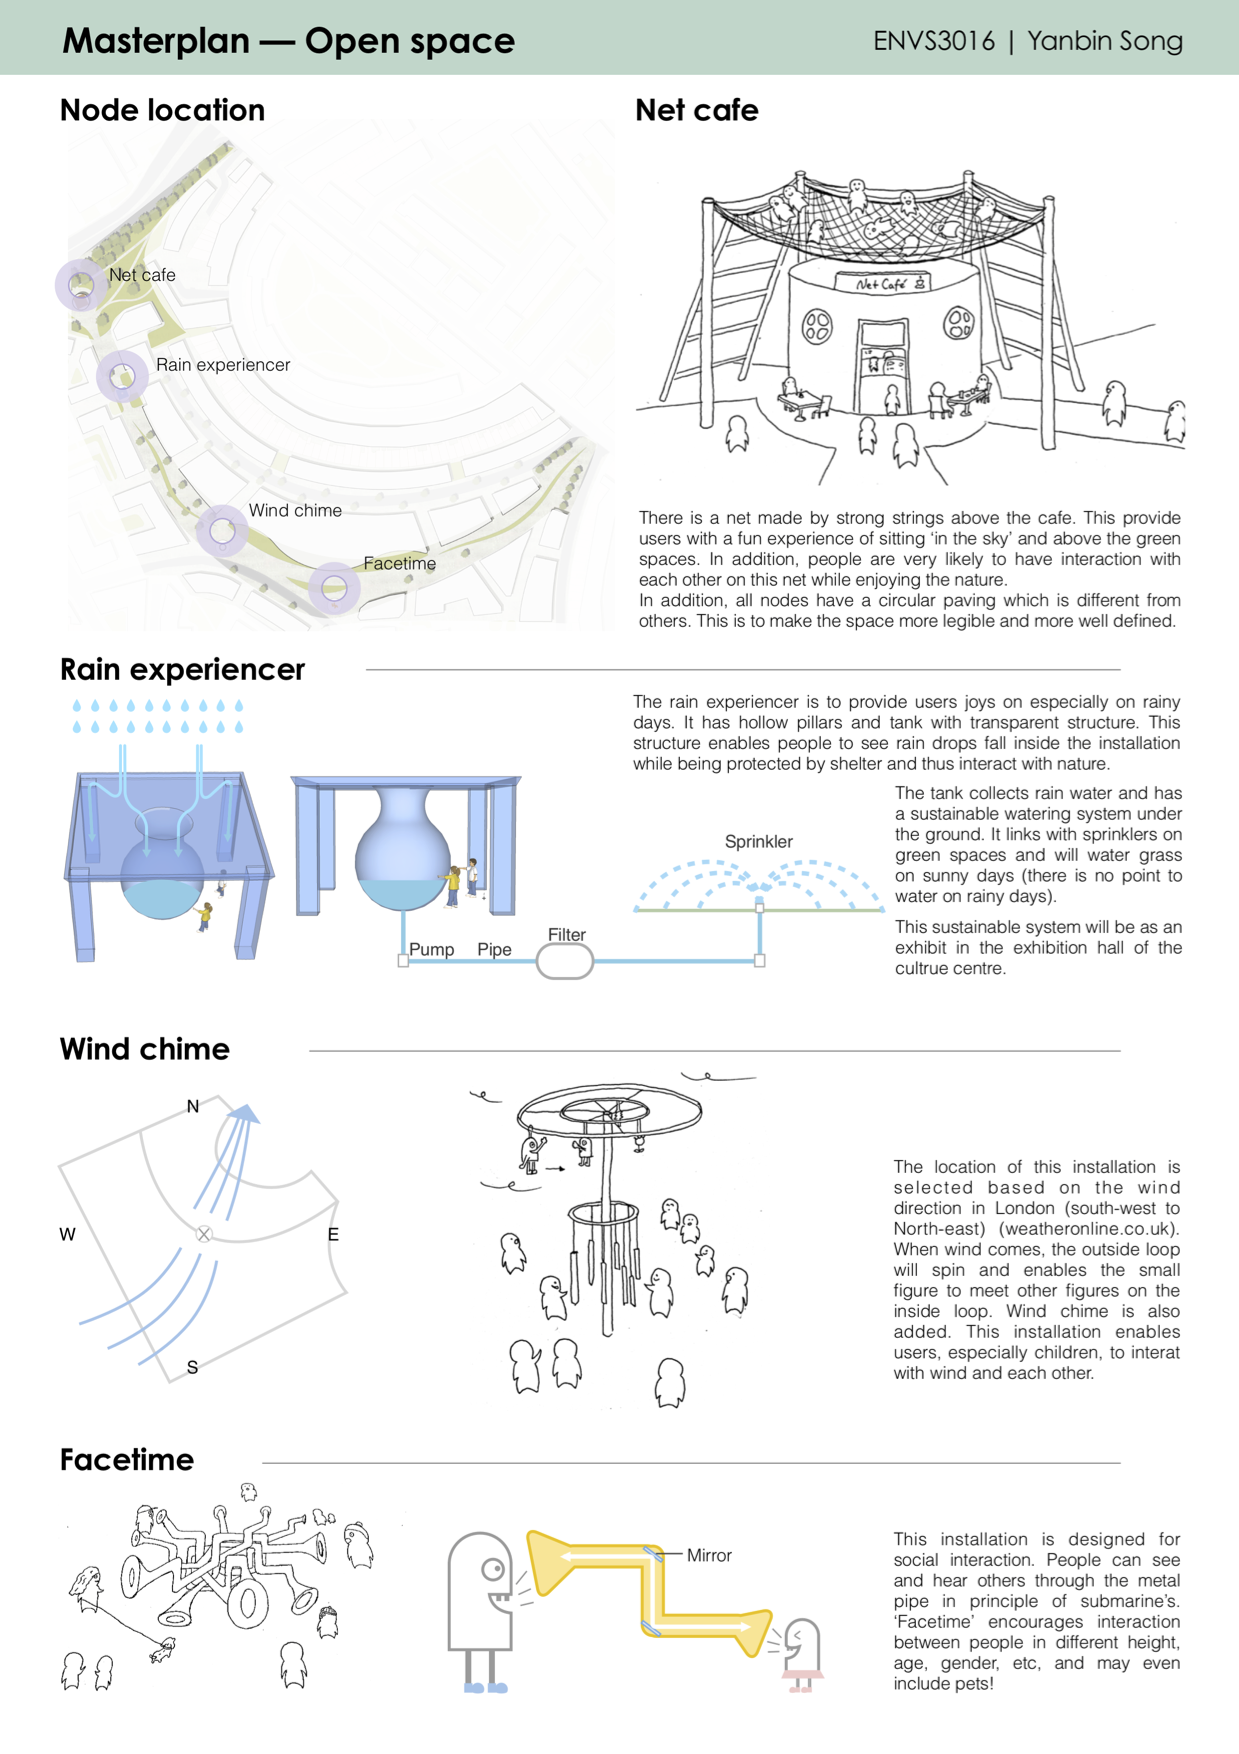 Masterplan — Open space
ENVS3016 | Yanbin Song
Node location
Net cafe
Rain experiencer
Wind chime
Facetime
Net cafe
Net Café
There is a net made by strong strings above the cafe. This provide
users with a fun experience of sitting ‘in the sky’ and above the green
spaces. In addition, people are very likely to have interaction with
each other on this net while enjoying the nature.
In addition, all nodes have a circular paving which is different from
others. This is to make the space more legible and more well defined.
Rain experiencer
The rain experiencer is to provide users joys on especially on rainy
days. It has hollow pillars and tank with transparent structure. This
structure enables people to see rain drops fall inside the installation
while being protected by shelter and thus interact with nature.
The tank collects rain water and has
a sustainable watering system under
the ground. It links with sprinklers on
green spaces and will water grass
on sunny days (there is no point to
water on rainy days).
This sustainable system will be as an
exhibit in the exhibition hall of the
cultrue centre.
Sprinkler
Pump
Pipe
Filter
Wind chime
N
W
E
S
The location of this installation is
selected based on the wind
direction in London (south-west to
North-east) (weatheronline.co.uk).
When wind comes, the outside loop
will spin and enables the small
figure to meet other figures on the
inside loop. Wind chime is also
added. This installation enables
users, especially children, to interat
with wind and each other.
Facetime
Mirror
This installation is designed for
social interaction. People can see
and hear others through the metal
pipe in principle of submarine’s.
‘Facetime’ encourages interaction
between people in different height,
age, gender, etc, and may even
include pets!